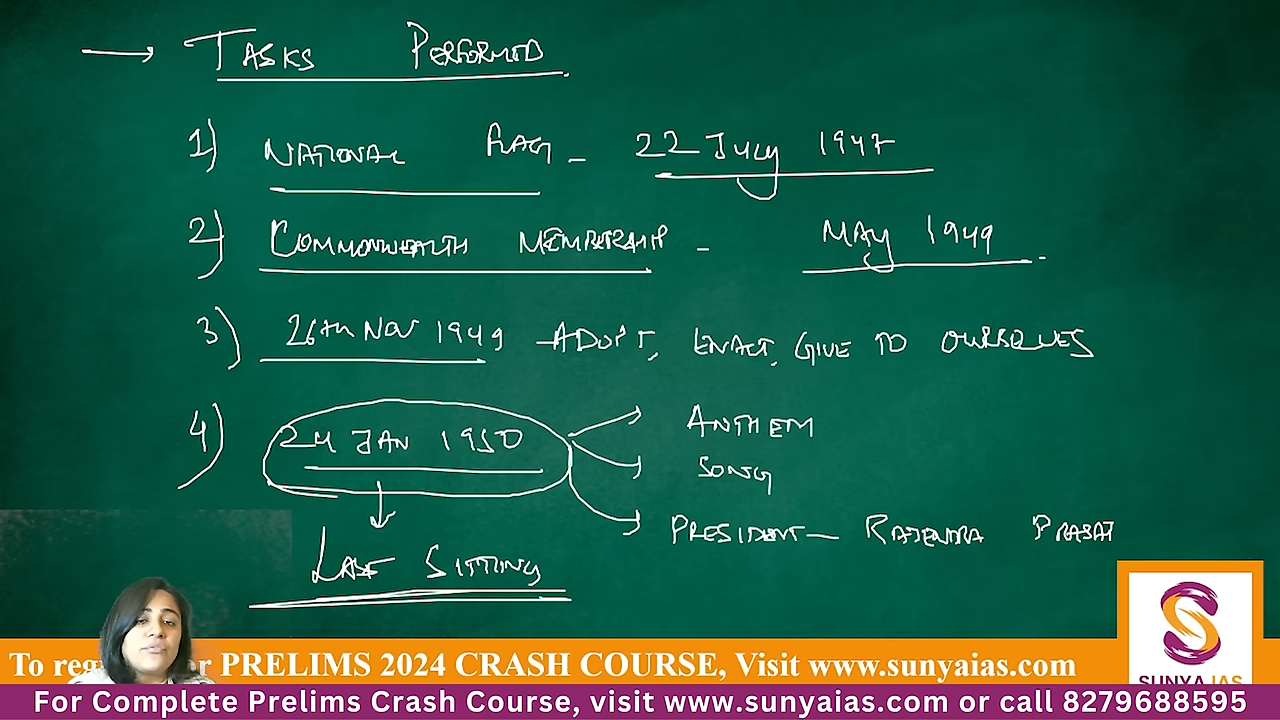 → TASKS PERFORMED
1) NATIONAL FLAG - 22 JULY 1947
2) COMMONWEALTH MEMBERSHIP - MAY 1949
3) 26th NOV 1949 - ADOPT, ENACT, GIVE TO OURSELVES
4) 24 JAN 1950
ANTHEM
SONG
PRESIDENT - RAJENDRA PRASAD
↓
LAST SITTING
SUNYA IAS
To PRELIMS 2024 CRASH COURSE, Visit www.sunyaias.com
For Complete Prelims Crash Course, visit www.sunyaias.com or call 8279688595